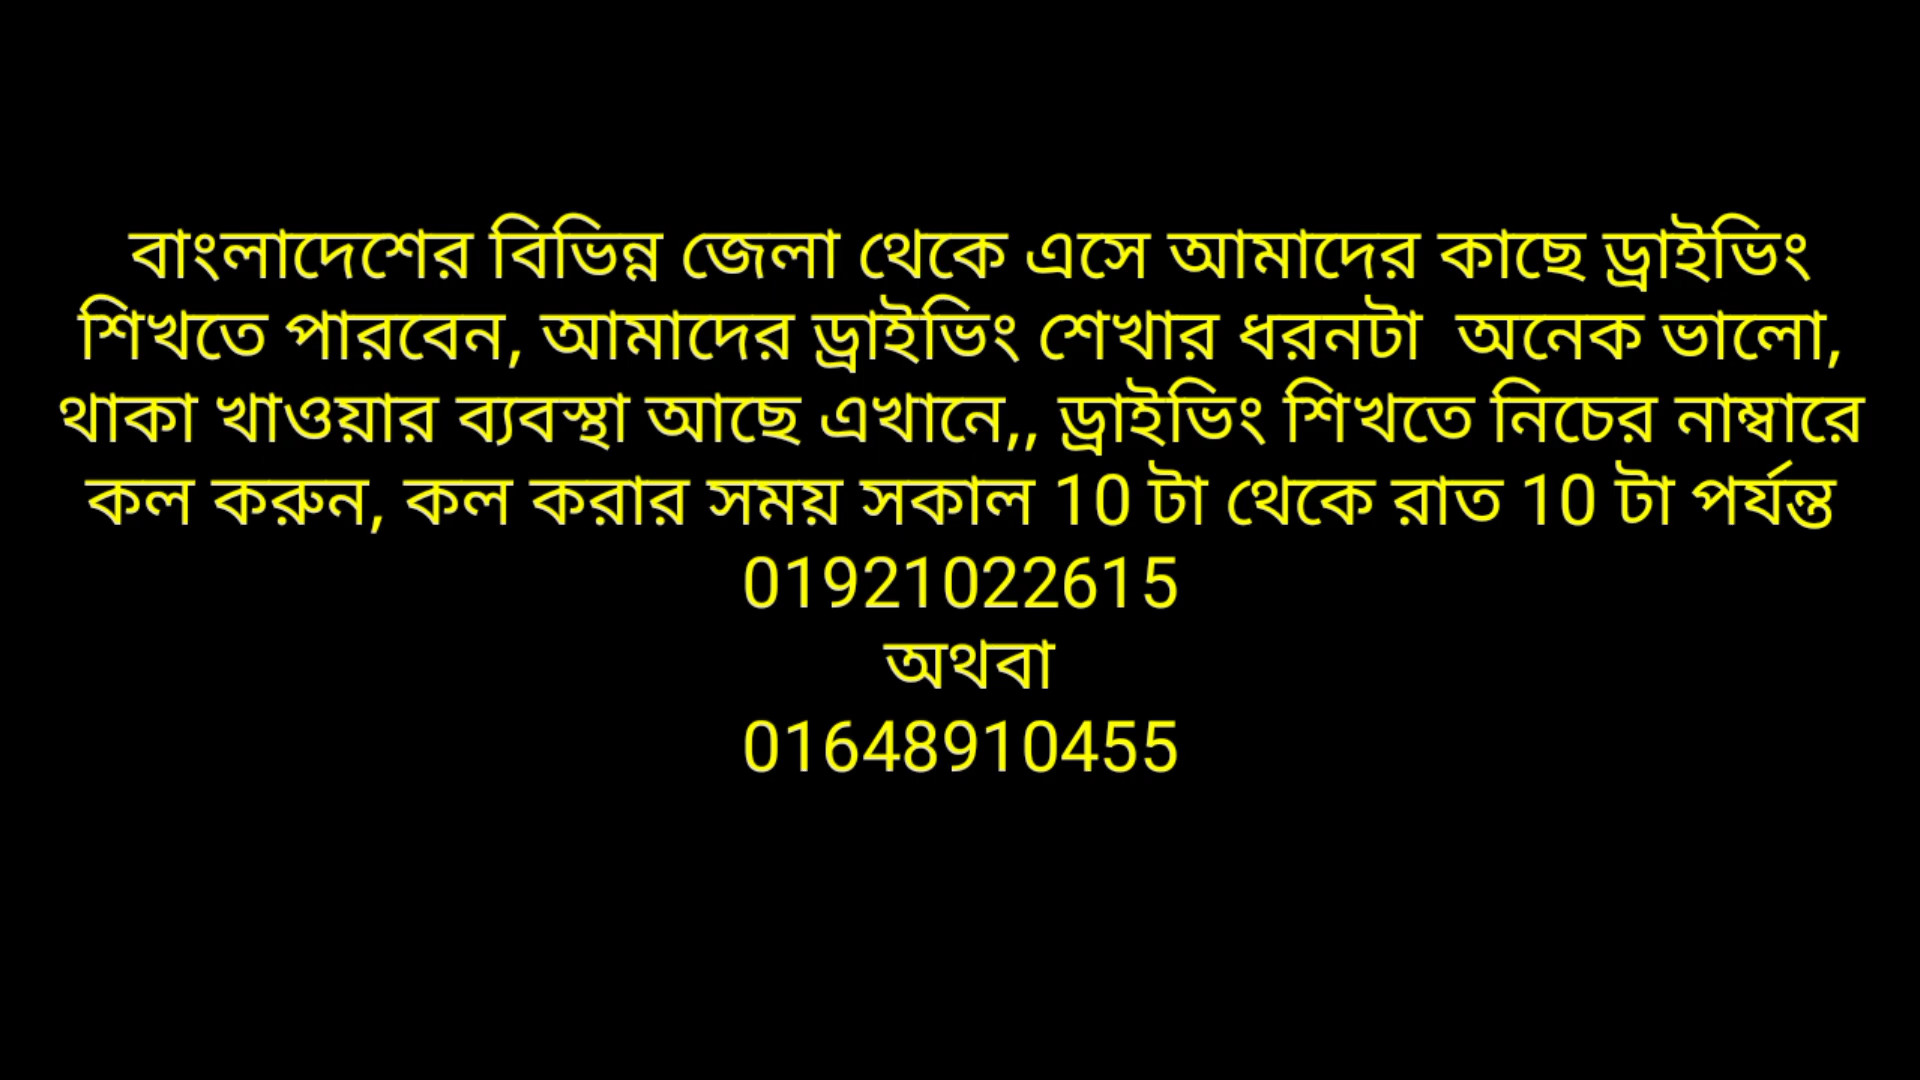 বাংলাদেশের বিভিন্ন জেলা থেকে এসে আমাদের কাছে ড্রাইভিং
শিখতে পারবেন, আমাদের ড্রাইভিং শেখার ধরনটা  অনেক ভালো,
থাকা খাওয়ার ব্যবস্থা আছে এখানে,, ড্রাইভিং শিখতে নিচের নাম্বারে
কল করুন, কল করার সময় সকাল 10 টা থেকে রাত 10 টা পর্যন্ত
01921022615
অথবা
01648910455